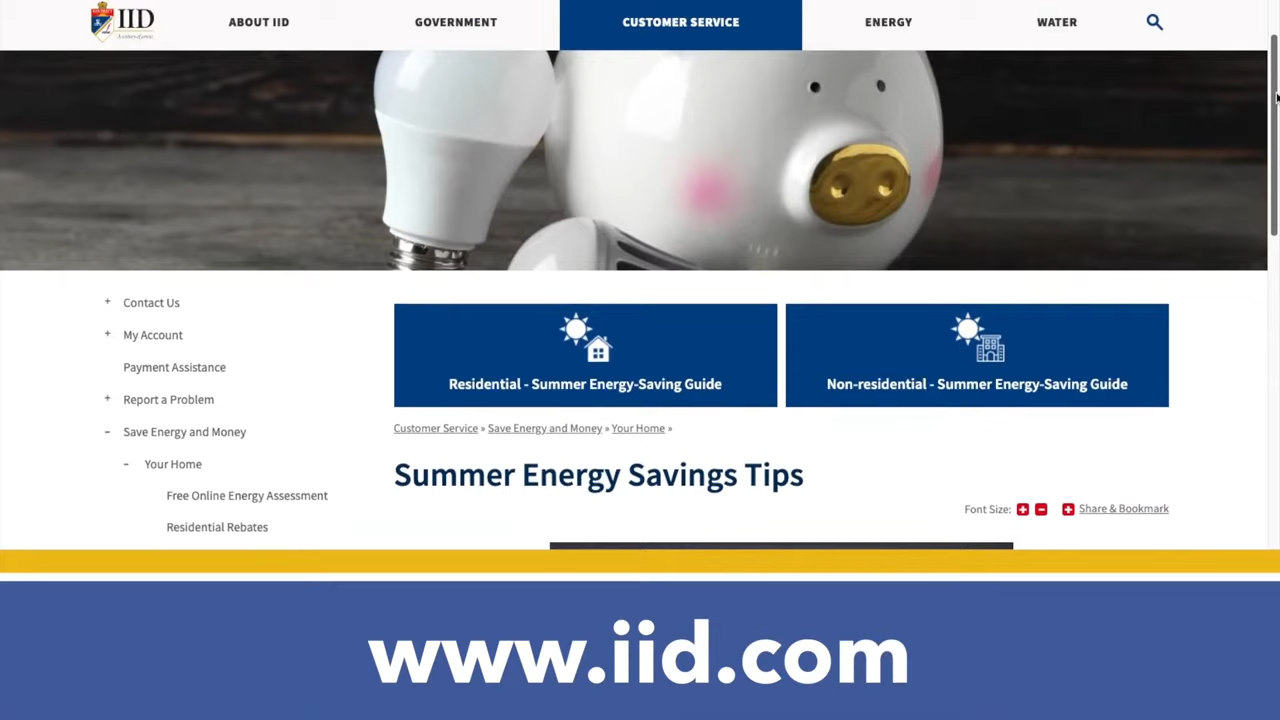 IID
A century of service.
ABOUT IID
GOVERNMENT
CUSTOMER SERVICE
ENERGY
WATER
+ Contact Us
+ My Account
Payment Assistance
+ Report a Problem
- Save Energy and Money
- Your Home
Free Online Energy Assessment
Residential Rebates
Residential - Summer Energy-Saving Guide
Non-residential - Summer Energy-Saving Guide
Customer Service » Save Energy and Money » Your Home »
Summer Energy Savings Tips
Font Size: + - + Share & Bookmark
www.iid.com